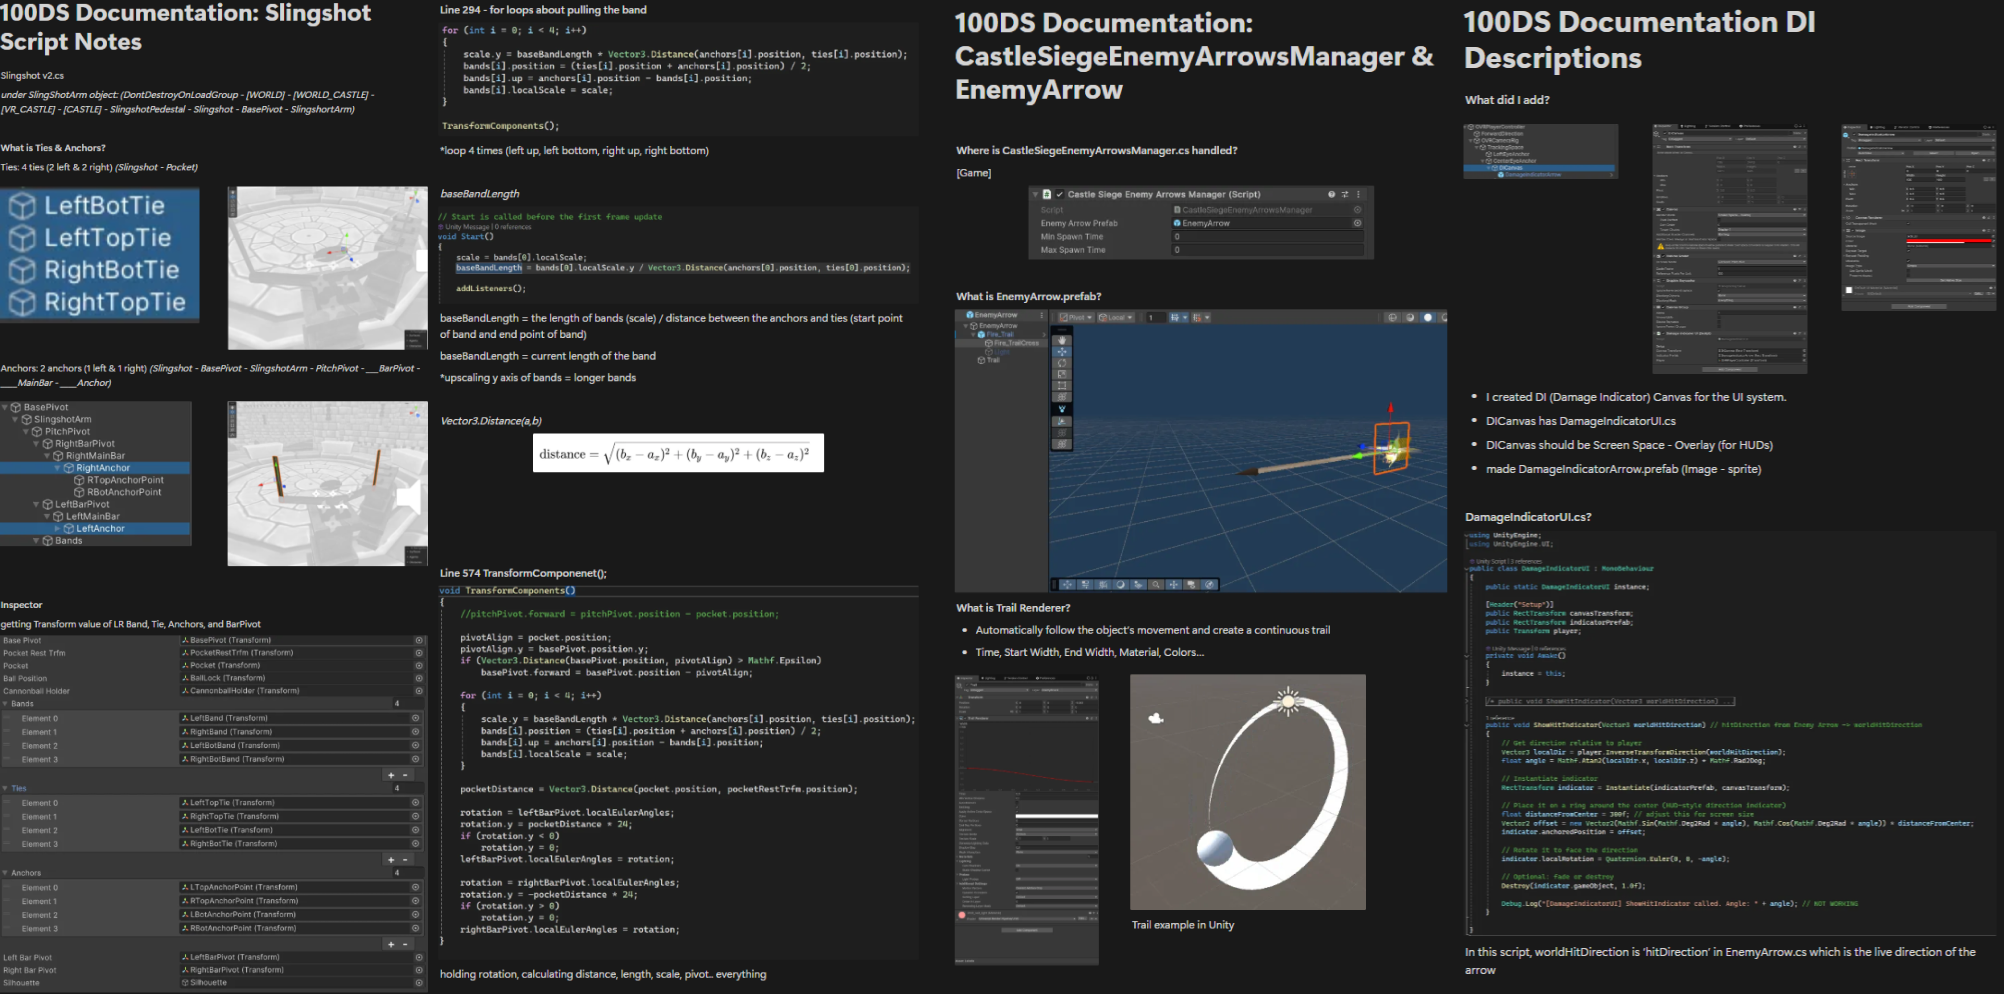 100DS Documentation: Slingshot
Script Notes
Slingshot v2.cs
under SlingShotArm object: (DontDestroyOnLoadGroup - [WORLD] - [WORLD_CASTLE] -
[VR_CASTLE] - [CASTLE] - SlingshotPedestal - Slingshot - BasePivot - SlingshortArm)
What is Ties & Anchors?
Ties: 4 ties (2 left & 2 right) (Slingshot - Pocket)
LeftBotTie
LeftTopTie
RightBotTie
RightTopTie
Anchors: 2 anchors (1 left & 1 right) (Slingshot - BasePivot - SlingshotArm - PitchPivot - ___BarPivot -
___MainBar - ___Anchor)
BasePivot
SlingshotArm
PitchPivot
RightBarPivot
RightMainBar
RightAnchor
RTopAnchorPoint
RBotAnchorPoint
LeftBarPivot
LeftMainBar
LeftAnchor
Bands
Inspector
getting Transform value of LR Band, Tie, Anchors, and BarPivot
Base Pivot BasePivot (Transform)
Pocket Rest Trfm PocketRestTrfm (Transform)
Pocket Pocket (Transform)
Ball Position BallLock (Transform)
Cannonball Holder CannonballHolder (Transform)
Bands 4
Element 0 LeftBand (Transform)
Element 1 RightBand (Transform)
Element 2 LeftBotBand (Transform)
Element 3 RightBotBand (Transform)
+ -
Ties 4
Element 0 LeftTopTie (Transform)
Element 1 RightTopTie (Transform)
Element 2 LeftBotTie (Transform)
Element 3 RightBotTie (Transform)
+ -
Anchors 4
Element 0 LTopAnchorPoint (Transform)
Element 1 RTopAnchorPoint (Transform)
Element 2 LBotAnchorPoint (Transform)
Element 3 RBotAnchorPoint (Transform)
+ -
Left Bar Pivot LeftBarPivot (Transform)
Right Bar Pivot RightBarPivot (Transform)
Silhouette Silhouette
Line 294 - for loops about pulling the band
for (int i = 0; i < 4; i++)
{
scale.y = baseBandLength * Vector3.Distance(anchors[i].position, ties[i].position);
bands[i].position = (ties[i].position + anchors[i].position) / 2;
bands[i].up = anchors[i].position - bands[i].position;
bands[i].localScale = scale;
}
TransformComponents();
*loop 4 times (left up, left bottom, right up, right bottom)
baseBandLength
// Start is called before the first frame update
Unity Message | 0 references
void Start()
{
scale = bands[0].localScale;
baseBandLength = bands[0].localScale.y / Vector3.Distance(anchors[0].position, ties[0].position);
addListeners();
baseBandLength = the length of bands (scale) / distance between the anchors and ties (start point
of band and end point of band)
baseBandLength = current length of the band
*upscaling y axis of bands = longer bands
Vector3.Distance(a,b)
distance = √(bx − ax)² + (by − ay)² + (bz − az)²
Line 574 TransformComponenet();
void TransformComponents()
{
//pitchPivot.forward = pitchPivot.position - pocket.position;
pivotAlign = pocket.position;
pivotAlign.y = basePivot.position.y;
if (Vector3.Distance(basePivot.position, pivotAlign) > Mathf.Epsilon)
basePivot.forward = basePivot.position - pivotAlign;
for (int i = 0; i < 4; i++)
{
scale.y = baseBandLength * Vector3.Distance(anchors[i].position, ties[i].position);
bands[i].position = (ties[i].position + anchors[i].position) / 2;
bands[i].up = anchors[i].position - bands[i].position;
bands[i].localScale = scale;
}
pocketDistance = Vector3.Distance(pocket.position, pocketRestTrfm.position);
rotation = leftBarPivot.localEulerAngles;
rotation.y = pocketDistance * 24;
if (rotation.y < 0)
rotation.y = 0;
leftBarPivot.localEulerAngles = rotation;
rotation = rightBarPivot.localEulerAngles;
rotation.y = -pocketDistance * 24;
if (rotation.y > 0)
rotation.y = 0;
rightBarPivot.localEulerAngles = rotation;
}
holding rotation, calculating distance, length, scale, pivot.. everything
100DS Documentation:
CastleSiegeEnemyArrowsManager &
EnemyArrow
Where is CastleSiegeEnemyArrowsManager.cs handled?
[Game]
Castle Siege Enemy Arrows Manager (Script)
Script CastleSiegeEnemyArrowsManager
Enemy Arrow Prefab EnemyArrow
Min Spawn Time 0
Max Spawn Time 0
What is EnemyArrow.prefab?
EnemyArrow
EnemyArrow
Fire_Trail
Fire_TrailCross
Light
Trail
Pivot Local 1
What is Trail Renderer?
• Automatically follow the object's movement and create a continuous trail
• Time, Start Width, End Width, Material, Colors...
Trail example in Unity
100DS Documentation DI
Descriptions
What did I add?
OVRPlayerController
ForwardDirection
OVRCameraRig
TrackingSpace
LeftEyeAnchor
CenterEyeAnchor
DICanvas
DamageIndicatorArrow
• I created DI (Damage Indicator) Canvas for the UI system.
• DICanvas has DamageIndicatorUI.cs
• DICanvas should be Screen Space - Overlay (for HUDs)
• made DamageIndicatorArrow.prefab (Image - sprite)
DamageIndicatorUI.cs?
using UnityEngine;
using UnityEngine.UI;
Unity Script | 3 references
public class DamageIndicatorUI : MonoBehaviour
{
public static DamageIndicatorUI instance;
[Header("Setup")]
public RectTransform canvasTransform;
public RectTransform indicatorPrefab;
public Transform player;
Unity Message | 0 references
private void Awake()
{
instance = this;
}
/* public void ShowHitIndicator(Vector3 worldHitDirection) ...
public void ShowHitIndicator(Vector3 worldHitDirection) // hitDirection from Enemy Arrow -> worldHitDirection
{
// Get direction relative to player
Vector3 localDir = player.InverseTransformDirection(worldHitDirection);
float angle = Mathf.Atan2(localDir.x, localDir.z) * Mathf.Rad2Deg;
// Instantiate indicator
RectTransform indicator = Instantiate(indicatorPrefab, canvasTransform);
// Place it on a ring around the center (HUD-style direction indicator)
float distanceFromCenter = 300f; // adjust this for screen size
Vector2 offset = new Vector2(Mathf.Sin(Mathf.Deg2Rad * angle), Mathf.Cos(Mathf.Deg2Rad * angle)) * distanceFromCenter;
indicator.anchoredPosition = offset;
// Rotate it to face the direction
indicator.localRotation = Quaternion.Euler(0, 0, -angle);
// Optional: fade or destroy
Destroy(indicator.gameObject, 1.0f);
Debug.Log("[DamageIndicatorUI] ShowHitIndicator called. Angle: " + angle); // NOT WORKING
}
}
In this script, worldHitDirection is 'hitDirection' in EnemyArrow.cs which is the live direction of the
arrow